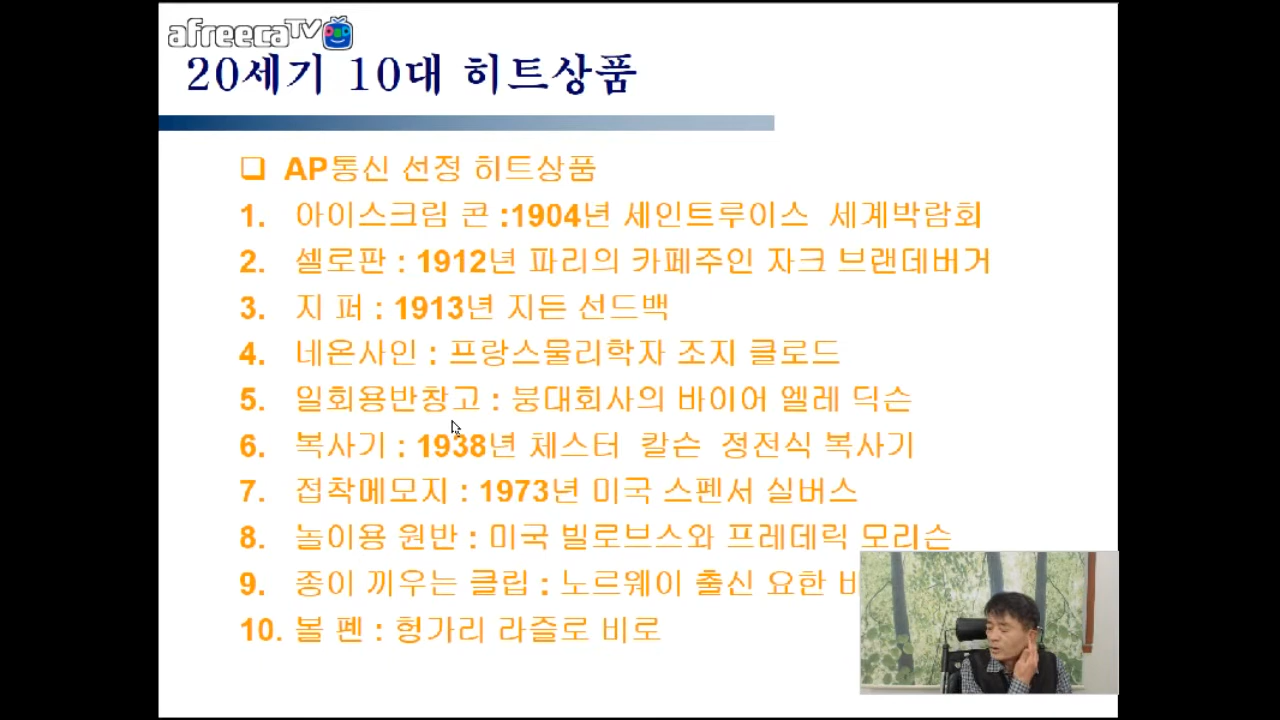 afreecaTV
20세기 10대 히트상품
❑ AP통신 선정 히트상품
1. 아이스크림 콘 :1904년 세인트루이스 세계박람회
2. 셀로판 : 1912년 파리의 카페주인 자크 브랜데버거
3. 지 퍼 : 1913년 지든 선드백
4. 네온사인 : 프랑스물리학자 조지 클로드
5. 일회용반창고 : 붕대회사의 바이어 엘레 딕슨
6. 복사기 : 1938년 체스터 칼슨 정전식 복사기
7. 접착메모지 : 1973년 미국 스펜서 실버스
8. 놀이용 원반 : 미국 빌로브스와 프레데릭 모리슨
9. 종이 끼우는 클립 : 노르웨이 출신 요한
10. 볼 펜 : 헝가리 라즐로 비로